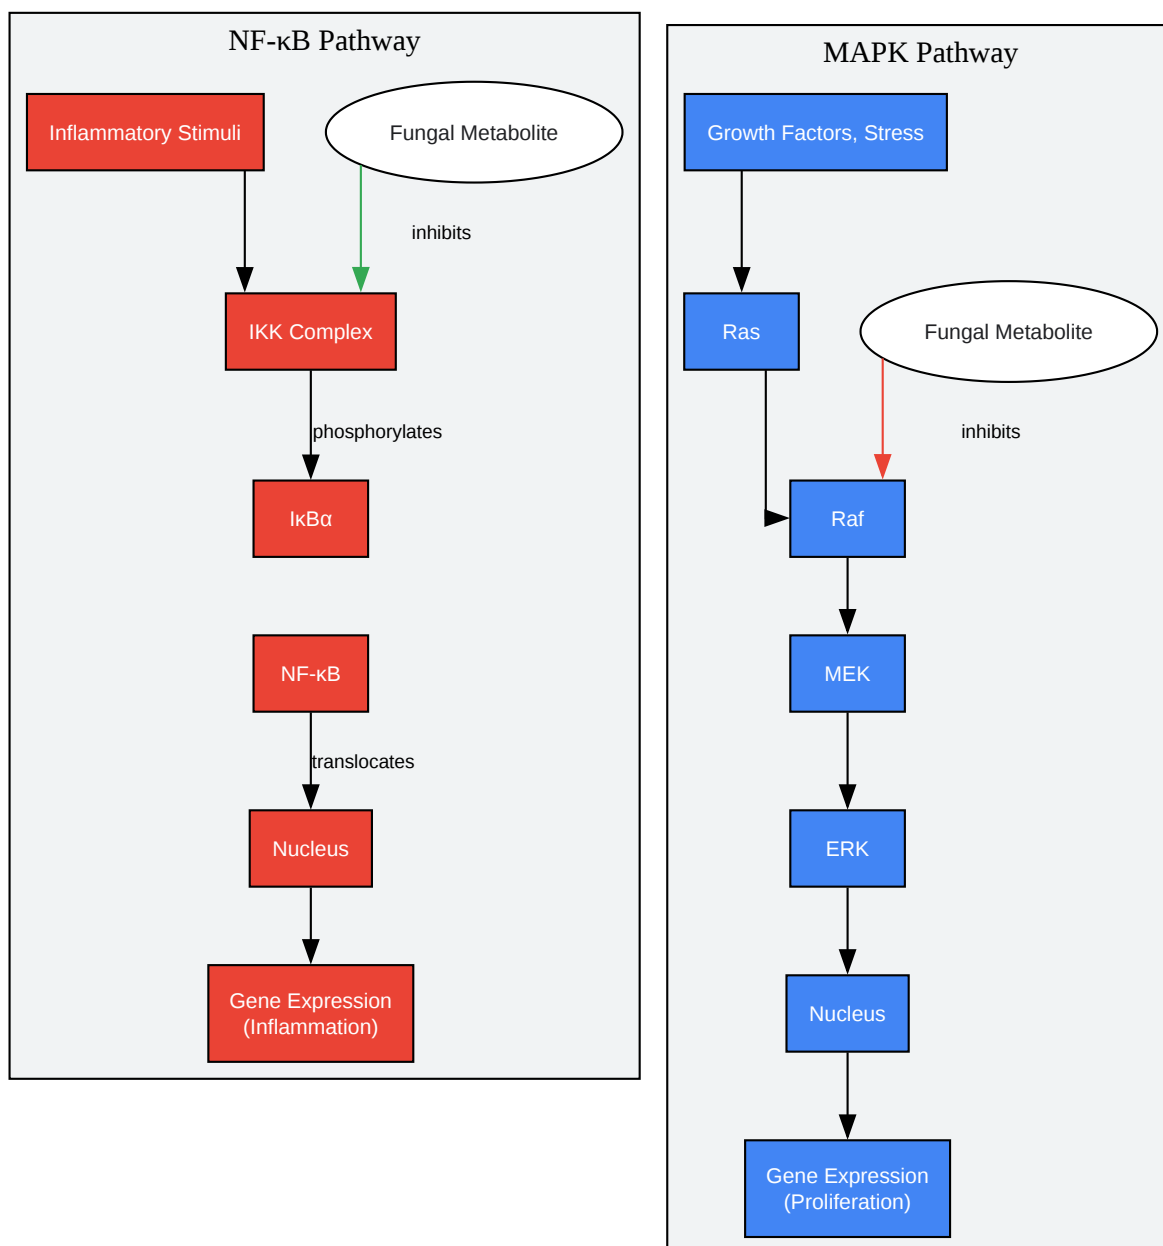 NF-κB Pathway
Inflammatory Stimuli
Fungal Metabolite
inhibits
IKK Complex
phosphorylates
IκBα
NF-κB
translocates
Nucleus
Gene Expression
(Inflammation)
MAPK Pathway
Growth Factors, Stress
Ras
Fungal Metabolite
inhibits
Raf
MEK
ERK
Nucleus
Gene Expression
(Proliferation)